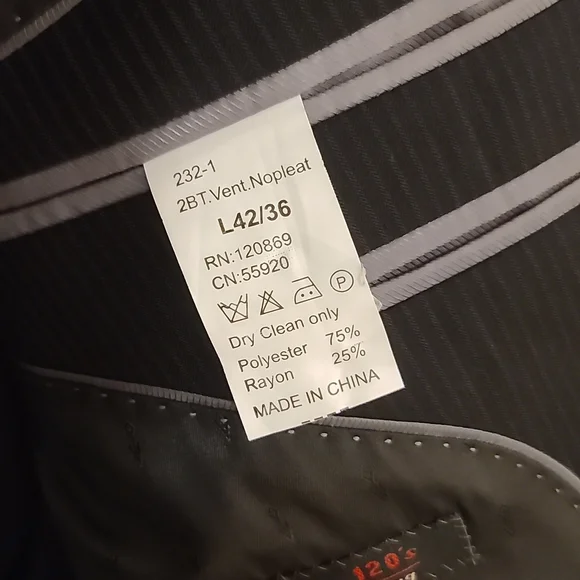 232-1
2BT.Vent.Nopleat
L42/36
RN:120869
CN:55920
P
Dry Clean only
Polyester 75%
Rayon 25%
MADE IN CHINA
120's